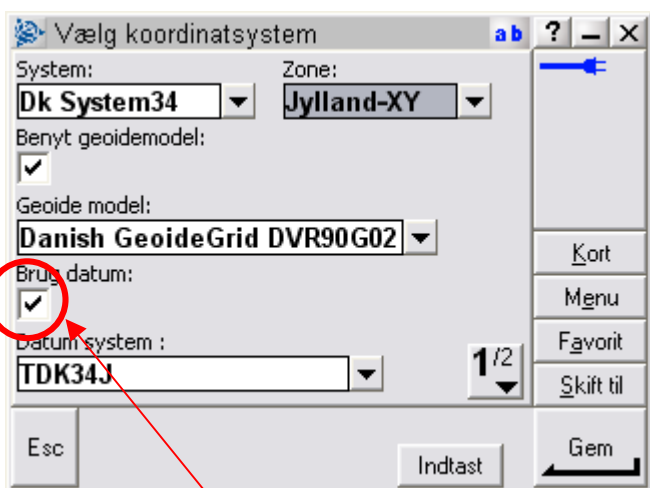 Vælg koordinatsystem ab ? – ×
System: Zone:
Dk System34 Jylland-XY
Benyt geoidemodel:
Geoide model:
Danish GeoideGrid DVR90G02
Kort
Brug datum:
Menu
Datum system :
Favorit
TDK34J 1/2
Skift til
Esc Indtast Gem